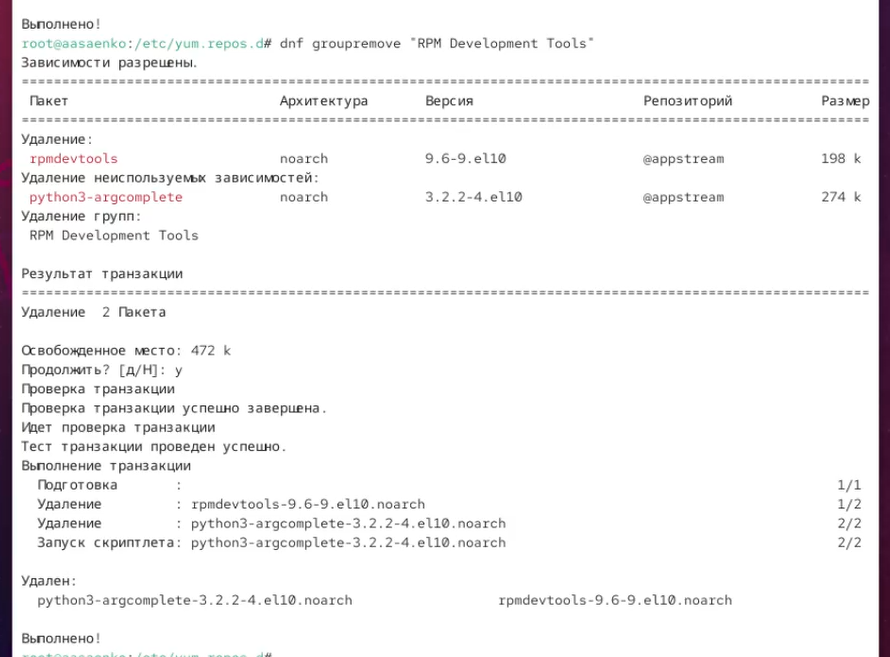 Выполнено!
root@aasaenko:/etc/yum.repos.d# dnf groupremove "RPM Development Tools"
Зависимости разрешены.
================================================================================
Пакет Архитектура Версия Репозиторий Размер
================================================================================
Удаление:
rpmdevtools noarch 9.6-9.el10 @appstream 198 k
Удаление неиспользуемых зависимостей:
python3-argcomplete noarch 3.2.2-4.el10 @appstream 274 k
Удаление групп:
RPM Development Tools
Результат транзакции
================================================================================
Удаление 2 Пакета
Освобожденное место: 472 k
Продолжить? [д/Н]: y
Проверка транзакции
Проверка транзакции успешно завершена.
Идет проверка транзакции
Тест транзакции проведен успешно.
Выполнение транзакции
Подготовка : 1/1
Удаление : rpmdevtools-9.6-9.el10.noarch 1/2
Удаление : python3-argcomplete-3.2.2-4.el10.noarch 2/2
Запуск скриптлета: python3-argcomplete-3.2.2-4.el10.noarch 2/2
Удален:
python3-argcomplete-3.2.2-4.el10.noarch rpmdevtools-9.6-9.el10.noarch
Выполнено!
root@aasaenko:/etc/yum.repos.d#